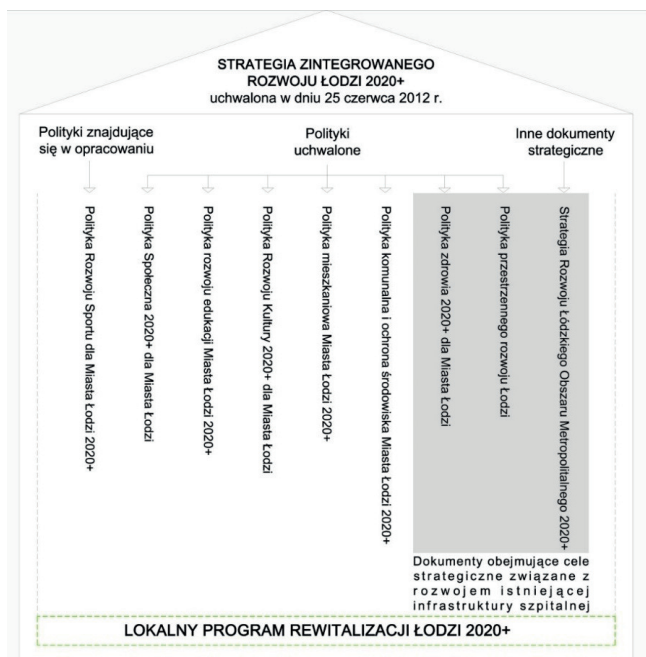 STRATEGIA ZINTEGROWANEGO
ROZWOJU ŁODZI 2020+
uchwalona w dniu 25 czerwca 2012 r.
Polityki znajdujące
się w opracowaniu
Polityki
uchwalone
Inne dokumenty
strategiczne
Polityka Rozwoju Sportu dla Miasta Łodzi 2020+
Polityka Społeczna 2020+ dla Miasta Łodzi
Polityka rozwoju edukacji Miasta Łodzi 2020+
Polityka Rozwoju Kultury 2020+ dla Miasta Łodzi
Polityka mieszkaniowa Miasta Łodzi 2020+
Polityka komunalna i ochrona środowiska Miasta Łodzi 2020+
Polityka zdrowia 2020+ dla Miasta Łodzi
Polityka przestrzennego rozwoju Łodzi
Strategia Rozwoju Łódzkiego Obszaru Metropolitalnego 2020+
Dokumenty obejmujące cele
strategiczne związane z
rozwojem istniejącej
infrastruktury szpitalnej
LOKALNY PROGRAM REWITALIZACJI ŁODZI 2020+